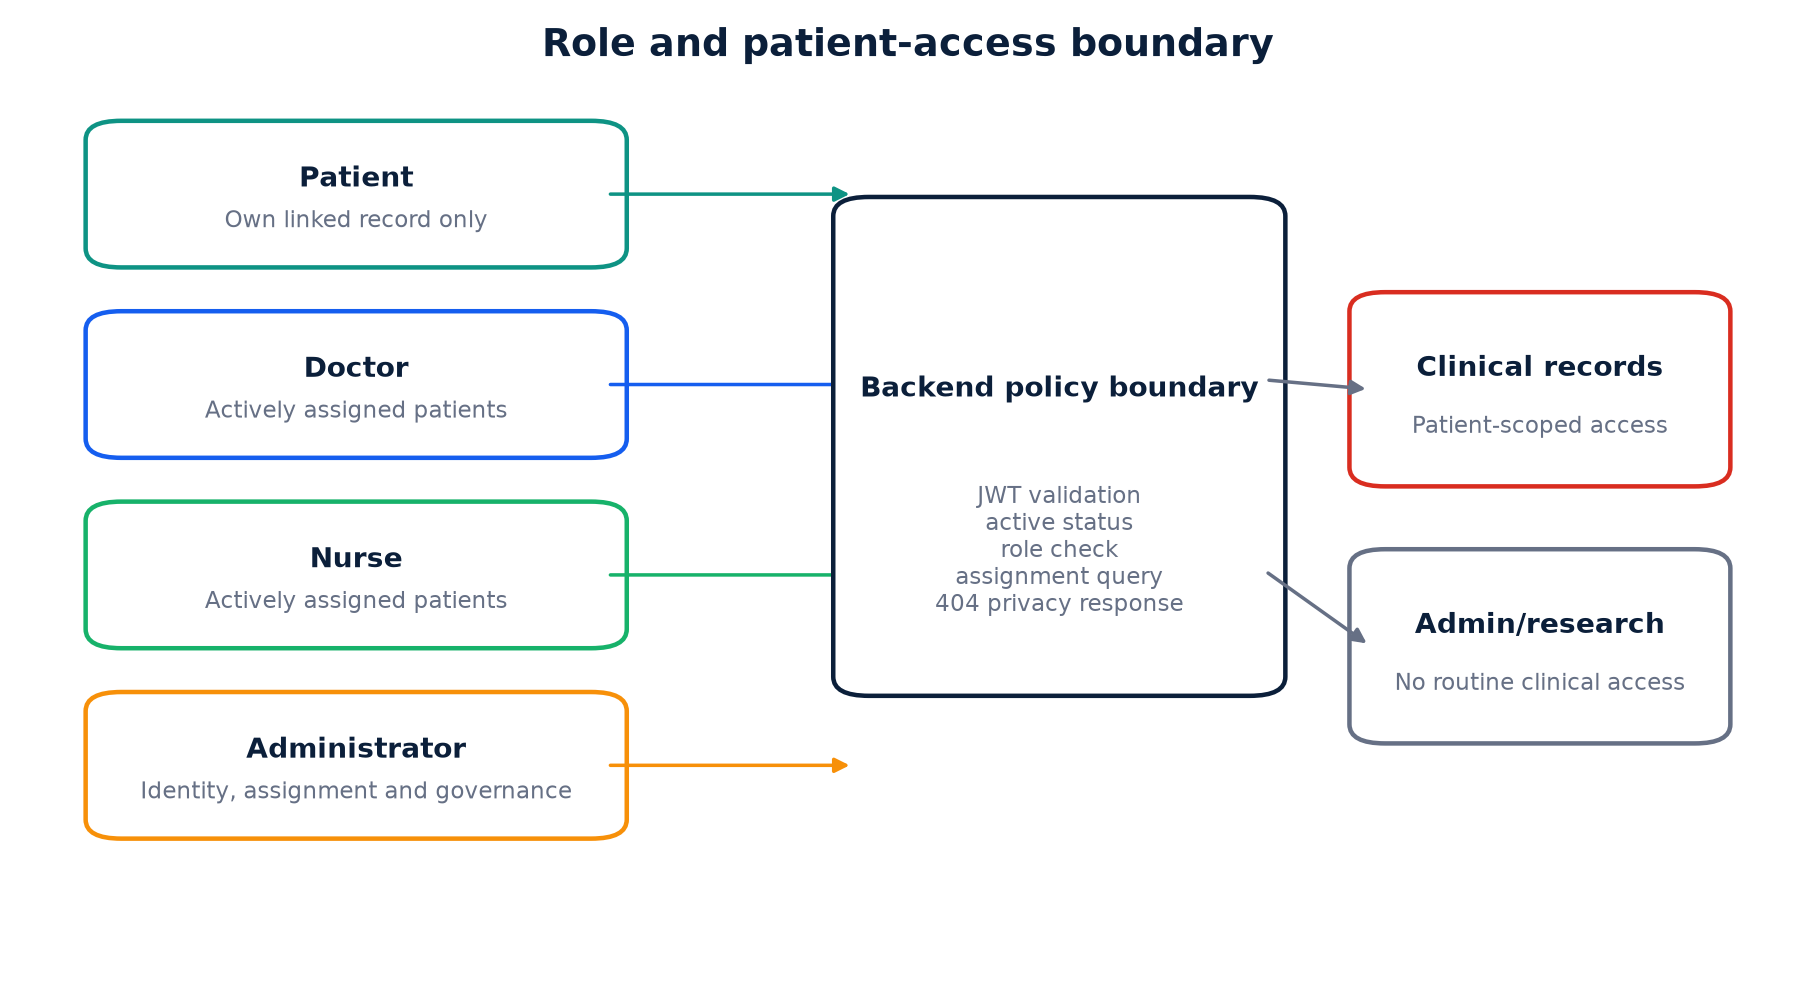 Role and patient-access boundary
Patient
Own linked record only
Doctor
Actively assigned patients
Nurse
Actively assigned patients
Administrator
Identity, assignment and governance
Backend policy boundary
JWT validation
active status
role check
assignment query
404 privacy response
Clinical records
Patient-scoped access
Admin/research
No routine clinical access